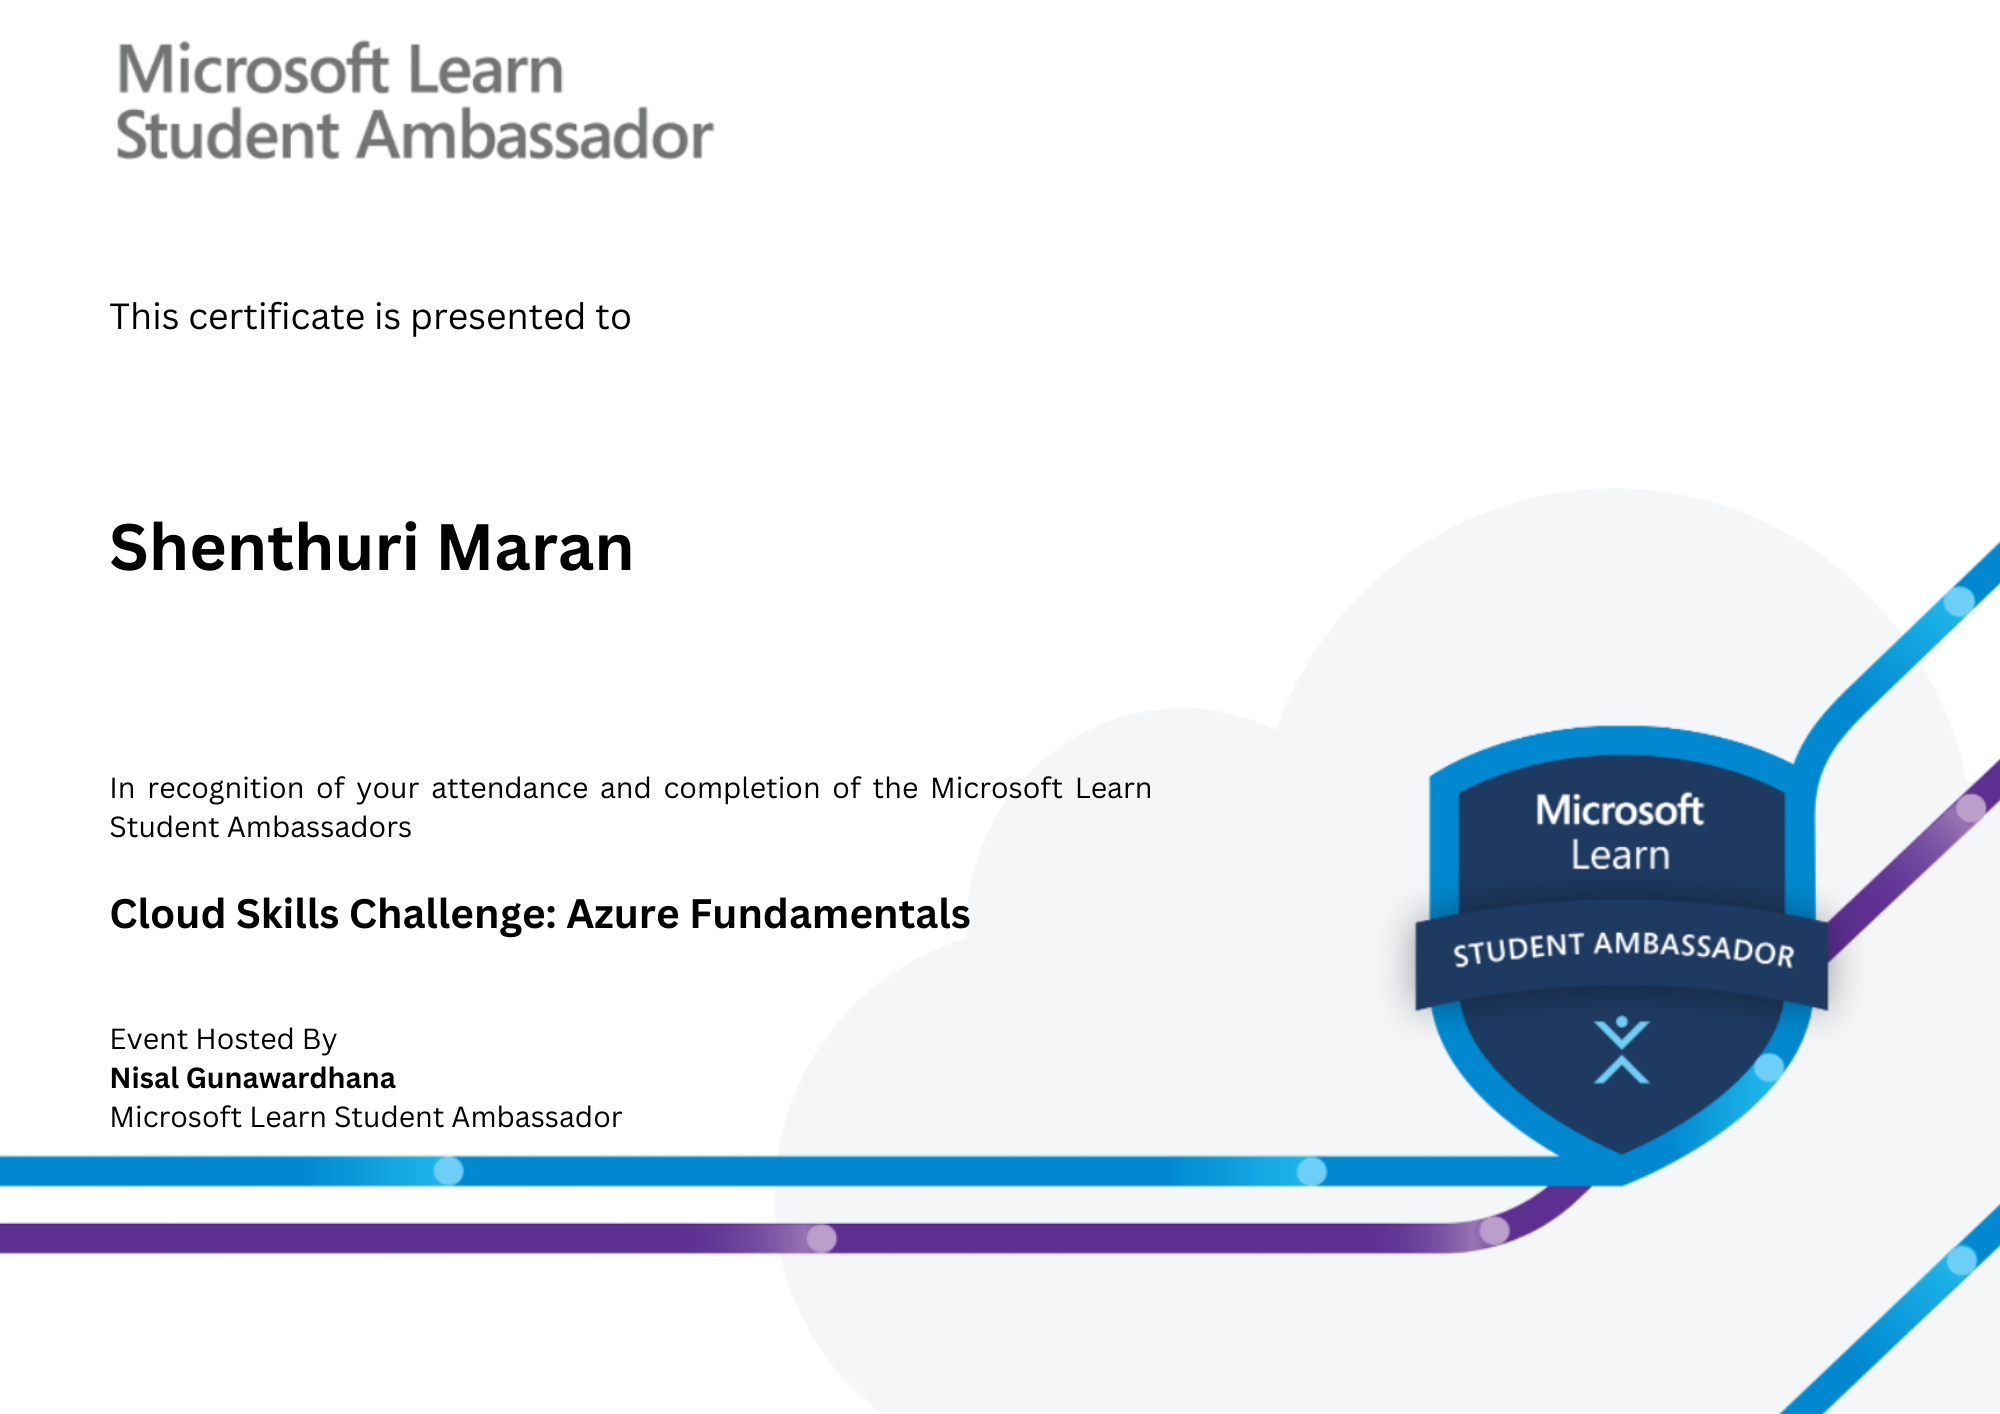 Microsoft Learn
Student Ambassador
This certificate is presented to
Shenthuri Maran
In recognition of your attendance and completion of the Microsoft Learn
Student Ambassadors
Cloud Skills Challenge: Azure Fundamentals
Event Hosted By
Nisal Gunawardhana
Microsoft Learn Student Ambassador
Microsoft
Learn
STUDENT AMBASSADOR